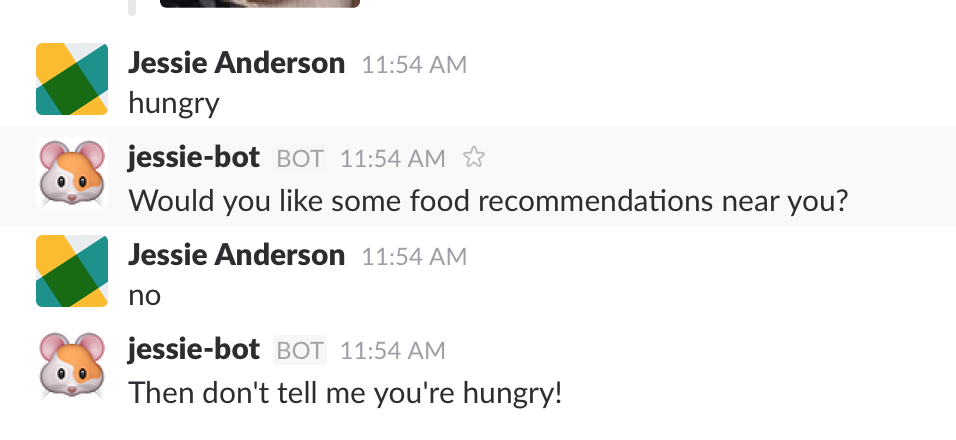 Jessie Anderson 11:54 AM
hungry
jessie-bot BOT 11:54 AM
Would you like some food recommendations near you?
Jessie Anderson 11:54 AM
no
jessie-bot BOT 11:54 AM
Then don't tell me you're hungry!